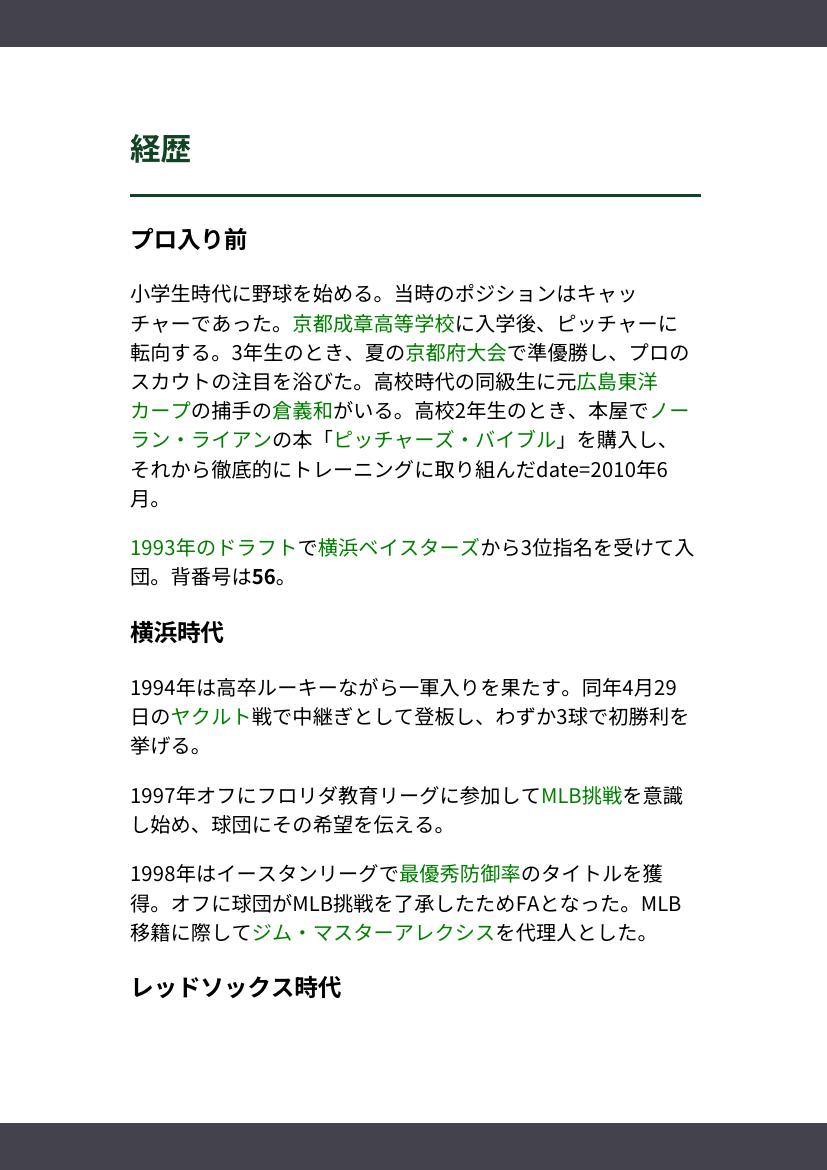 経歴
プロ入り前
小学生時代に野球を始める。当時のポジションはキャッ
チャーであった。京都成章高等学校に入学後、ピッチャーに
転向する。3年生のとき、夏の京都府大会で準優勝し、プロの
スカウトの注目を浴びた。高校時代の同級生に元広島東洋
カープの捕手の倉義和がいる。高校2年生のとき、本屋でノー
ラン・ライアンの本「ピッチャーズ・バイブル」を購入し、
それから徹底的にトレーニングに取り組んだdate=2010年6
月。
1993年のドラフトで横浜ベイスターズから3位指名を受けて入
団。背番号は56。
横浜時代
1994年は高卒ルーキーながら一軍入りを果たす。同年4月29
日のヤクルト戦で中継ぎとして登板し、わずか3球で初勝利を
挙げる。
1997年オフにフロリダ教育リーグに参加してMLB挑戦を意識
し始め、球団にその希望を伝える。
1998年はイースタンリーグで最優秀防御率のタイトルを獲
得。オフに球団がMLB挑戦を了承したためFAとなった。MLB
移籍に際してジム・マスターアレクシスを代理人とした。
レッドソックス時代